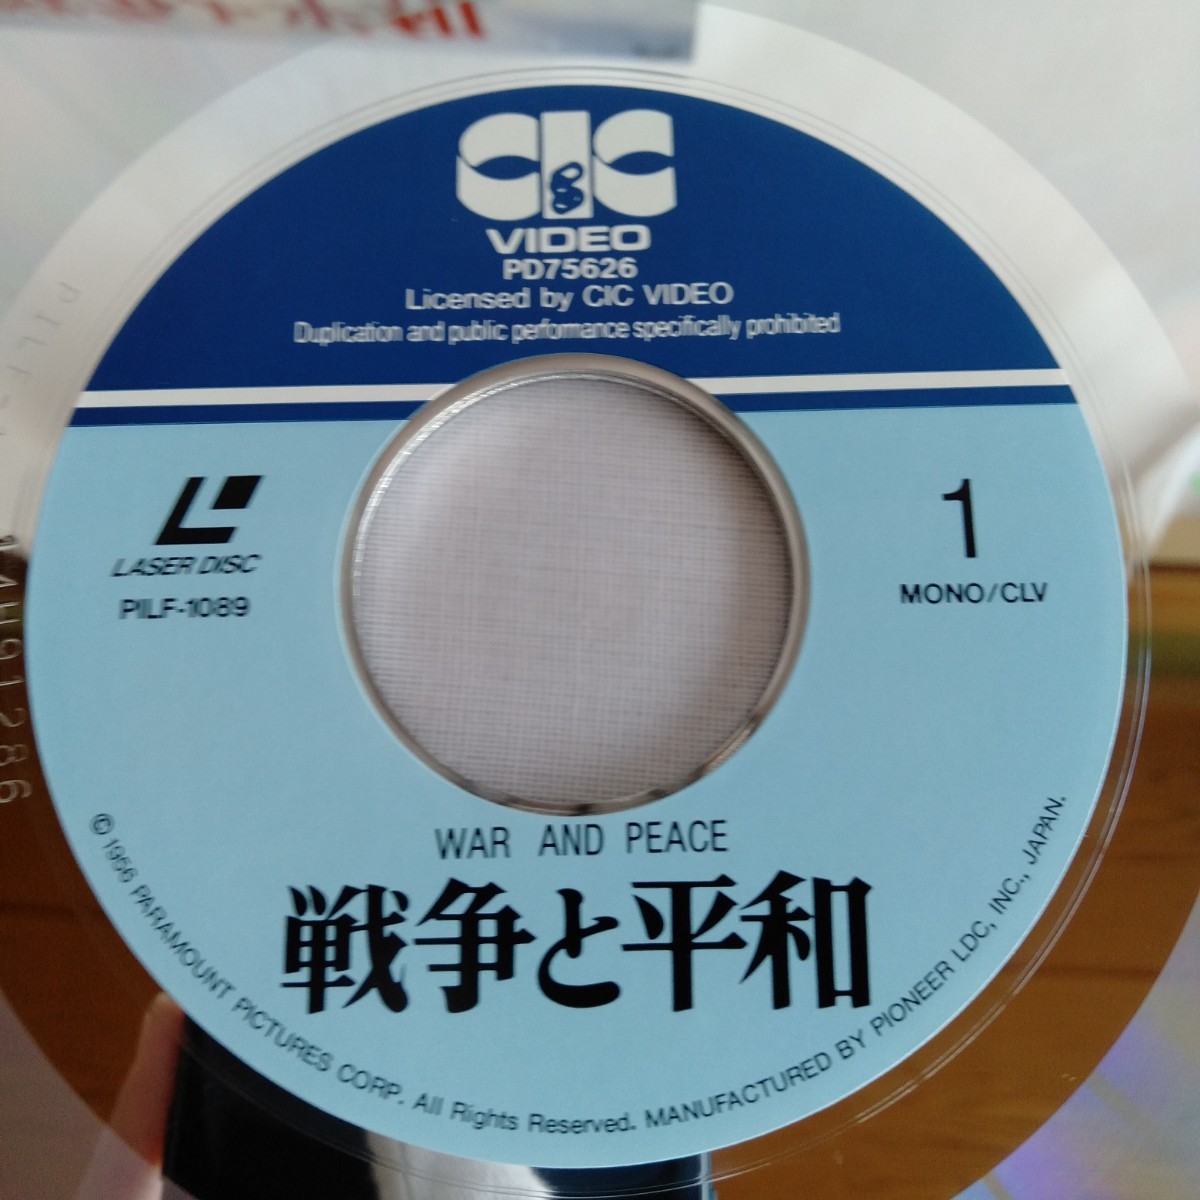 CIC
VIDEO
PD75626
Licensed by CIC VIDEO
Duplication and public performance specifically prohibited
LASER DISC
PILF-1089
1
MONO/CLV
WAR AND PEACE
戦争と平和
© 1956 PARAMOUNT PICTURES CORP. All Rights Reserved. MANUFACTURED BY PIONEER LDC, INC., JAPAN.